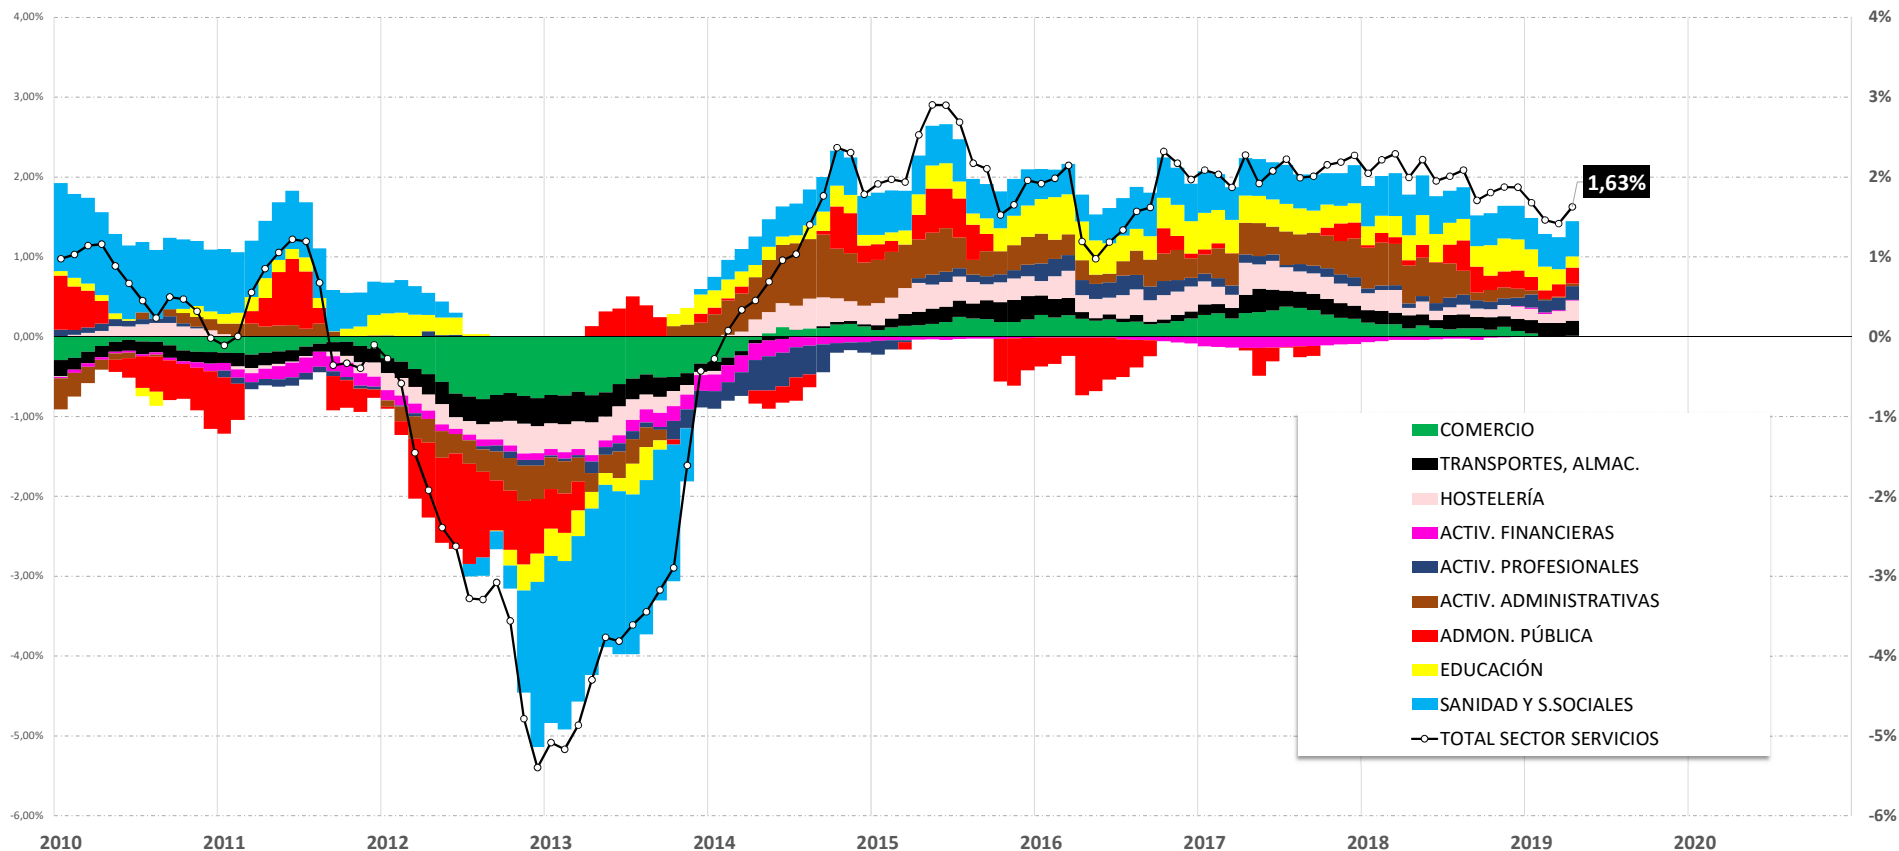 4,00%
3,00%
2,00%
1,00%
0,00%
-1,00%
-2,00%
-3,00%
-4,00%
-5,00%
-6,00%
4%
3%
2%
1%
0%
-1%
-2%
-3%
-4%
-5%
-6%
1,63%
COMERCIO
TRANSPORTES, ALMAC.
HOSTELERÍA
ACTIV. FINANCIERAS
ACTIV. PROFESIONALES
ACTIV. ADMINISTRATIVAS
ADMON. PÚBLICA
EDUCACIÓN
SANIDAD Y S.SOCIALES
TOTAL SECTOR SERVICIOS
2010 2011 2012 2013 2014 2015 2016 2017 2018 2019 2020